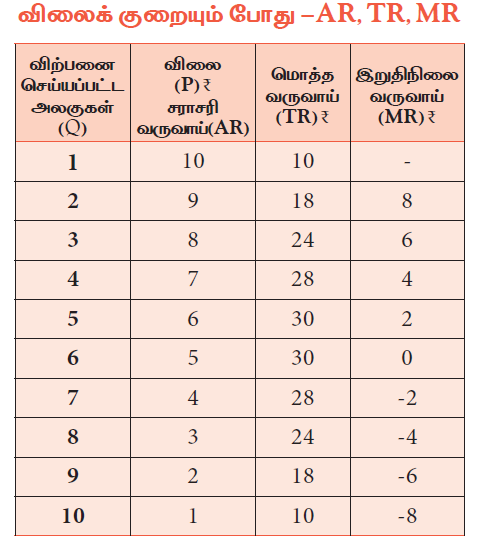 விலைக் குறையும் போது –AR, TR, MR
விற்பனை செய்யப்பட்ட அலகுகள் (Q) விலை (P) ₹ சராசரி வருவாய்(AR) மொத்த வருவாய் (TR) ₹ இறுதிநிலை வருவாய் (MR) ₹
1 10 10 -
2 9 18 8
3 8 24 6
4 7 28 4
5 6 30 2
6 5 30 0
7 4 28 -2
8 3 24 -4
9 2 18 -6
10 1 10 -8